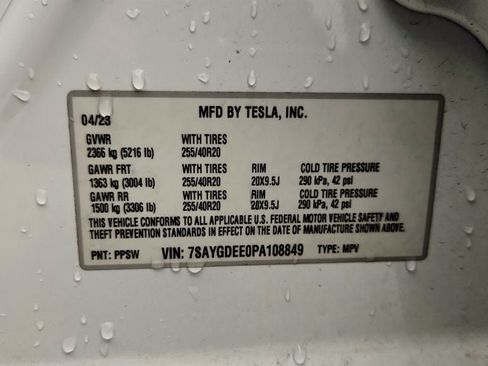 MFD BY TESLA, INC.
04/23
GVWR WITH TIRES
2366 kg (5216 lb) 255/40R20
GAWR FRT WITH TIRES RIM COLD TIRE PRESSURE
1363 kg (3004 lb) 255/40R20 20X9.5J 290 kPa, 42 psi
GAWR RR WITH TIRES RIM COLD TIRE PRESSURE
1500 kg (3306 lb) 255/40R20 20X9.5J 290 kPa, 42 psi
THIS VEHICLE CONFORMS TO ALL APPLICABLE U.S. FEDERAL MOTOR VEHICLE SAFETY AND
THEFT PREVENTION STANDARDS IN EFFECT ON THE DATE OF MANUFACTURE SHOWN ABOVE.
PNT: PPSW VIN: 7SAYGDEE0PA108849 TYPE: MPV